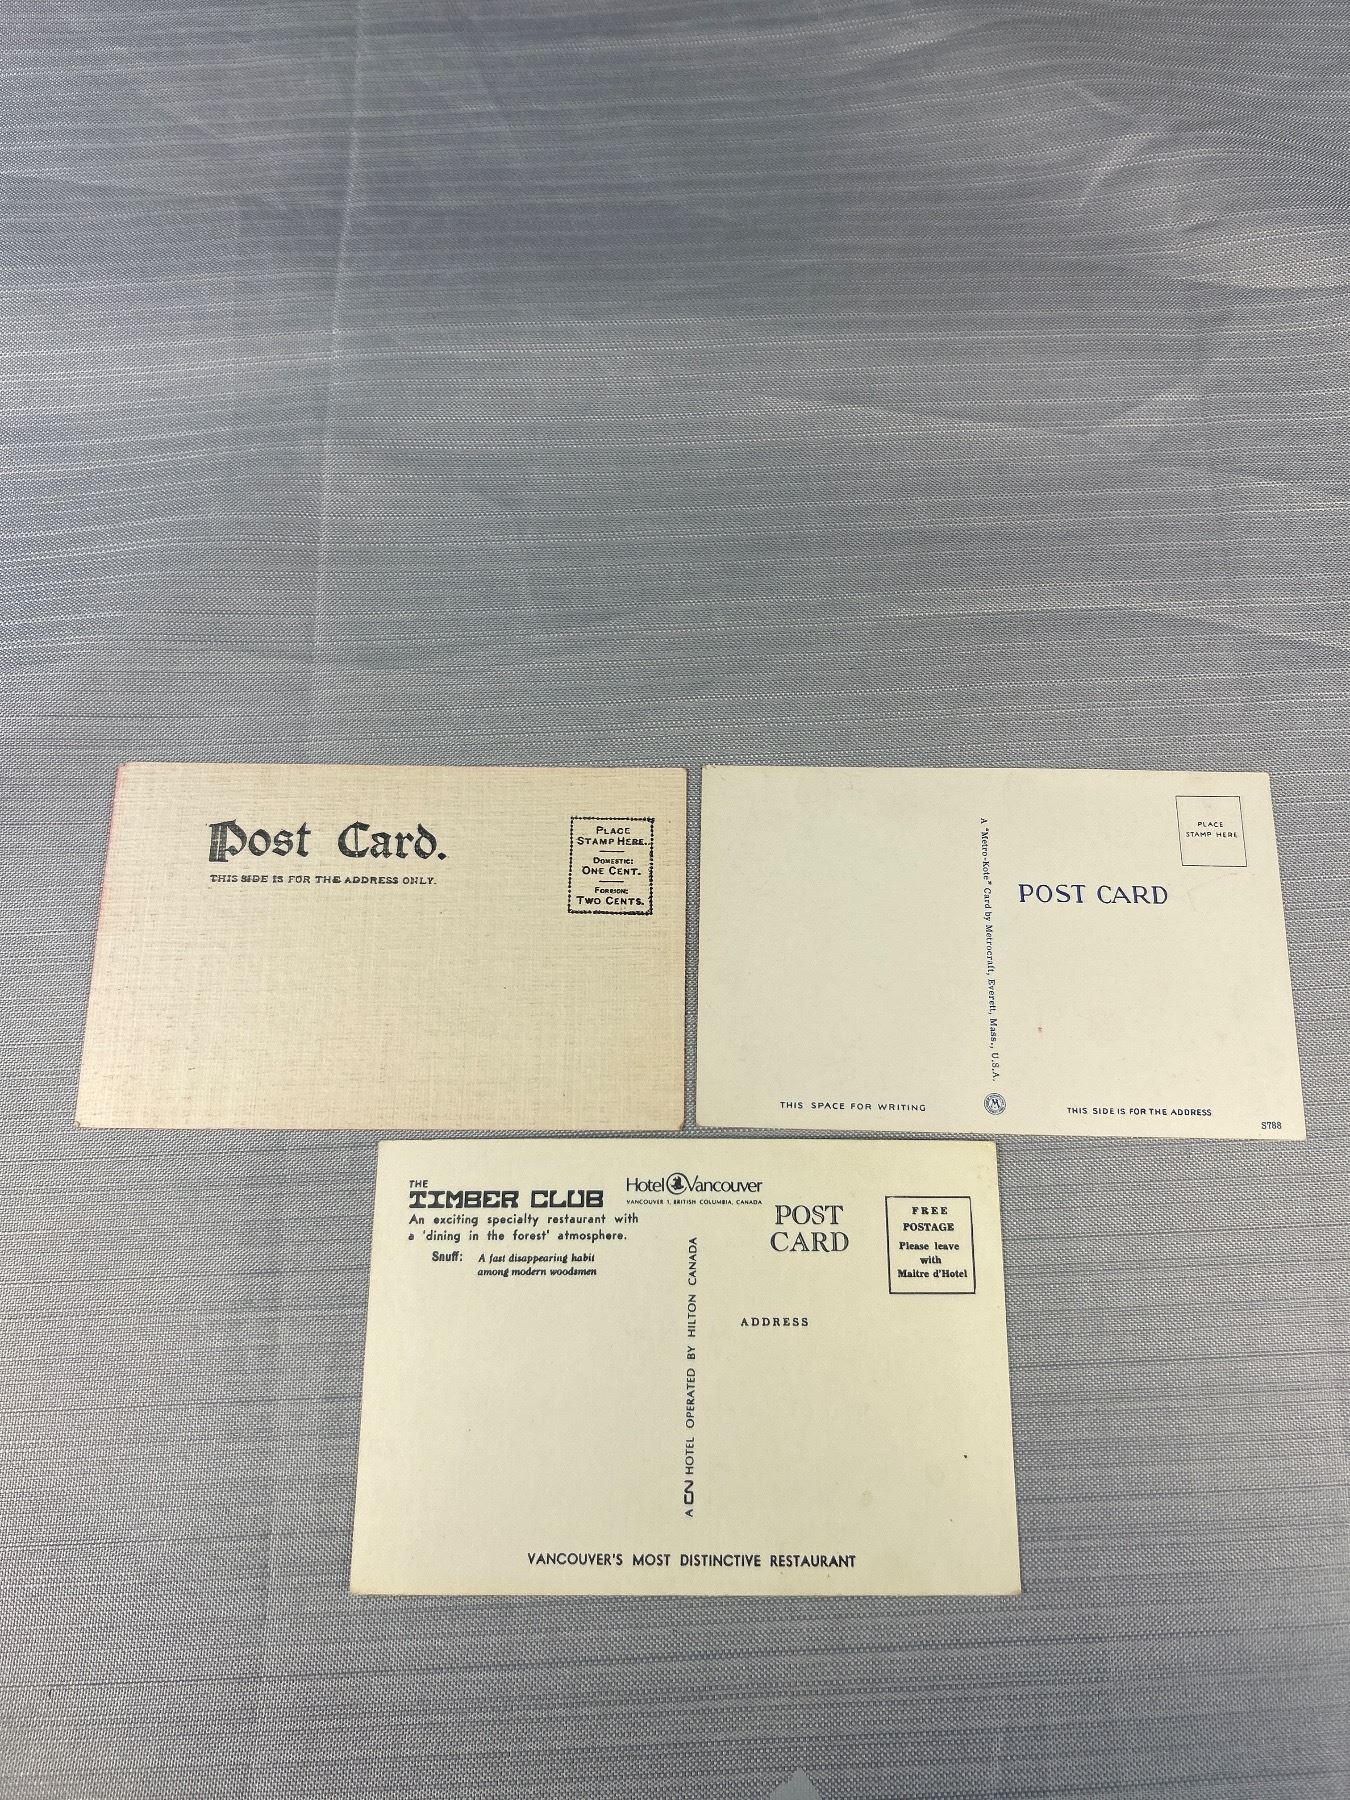 Post Card.
THIS SIDE IS FOR THE ADDRESS ONLY.
PLACE
STAMP HERE.
DOMESTIC:
ONE CENT.
FOREIGN:
TWO CENTS.
PLACE
STAMP HERE
POST CARD
A "Metro-Kote" Card by Metrocraft, Everett, Mass., U.S.A.
THIS SPACE FOR WRITING
M
THIS SIDE IS FOR THE ADDRESS
S788
THE
TIMBER CLUB
An exciting specialty restaurant with
a 'dining in the forest' atmosphere.
Snuff: A fast disappearing habit
among modern woodsmen
Hotel Vancouver
VANCOUVER 1, BRITISH COLUMBIA, CANADA
POST
CARD
FREE
POSTAGE
Please leave
with
Maitre d'Hotel
ADDRESS
A CN HOTEL OPERATED BY HILTON CANADA
VANCOUVER'S MOST DISTINCTIVE RESTAURANT